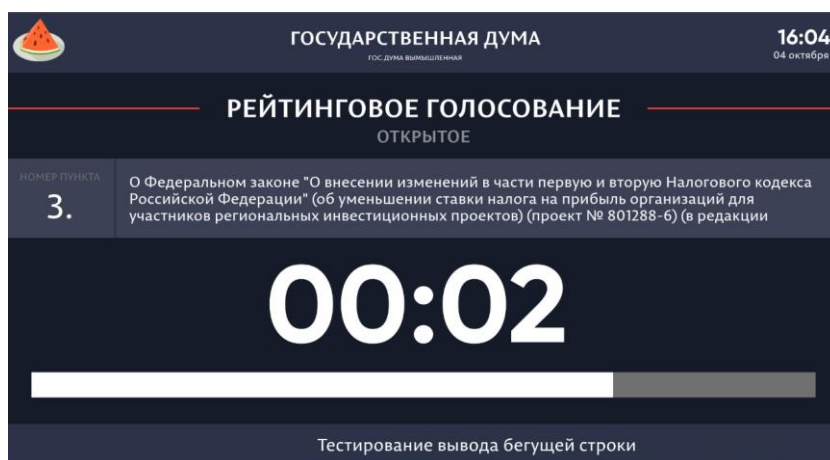 ГОСУДАРСТВЕННАЯ ДУМА
ГОС.ДУМА ВЫМЫШЛЕННАЯ
16:04
04 октября
РЕЙТИНГОВОЕ ГОЛОСОВАНИЕ
ОТКРЫТОЕ
НОМЕР ПУНКТА
3.
О Федеральном законе "О внесении изменений в части первую и вторую Налогового кодекса
Российской Федерации" (об уменьшении ставки налога на прибыль организаций для
участников региональных инвестиционных проектов) (проект № 801288-6) (в редакции
00:02
Тестирование вывода бегущей строки